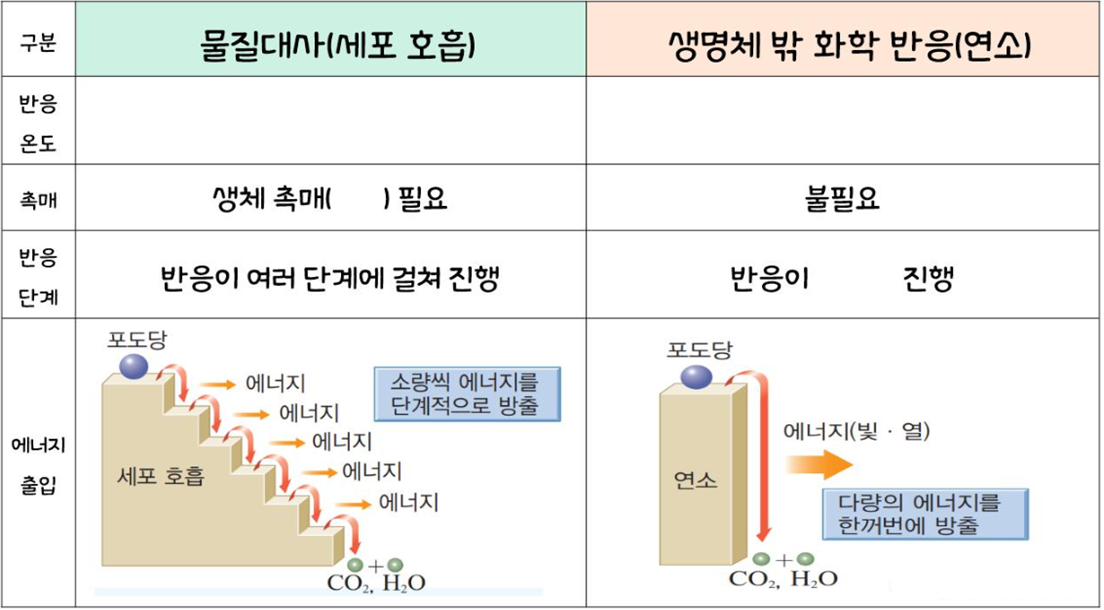 구분
물질대사(세포 호흡)
생명체 밖 화학 반응(연소)
반응
온도
촉매
생체 촉매( ) 필요
불필요
반응
단계
반응이 여러 단계에 걸쳐 진행
반응이 진행
에너지
출입
포도당
에너지
에너지
에너지
에너지
에너지
소량씩 에너지를
단계적으로 방출
세포 호흡
CO₂, H₂O
+
포도당
에너지(빛 · 열)
연소
다량의 에너지를
한꺼번에 방출
+
CO₂, H₂O